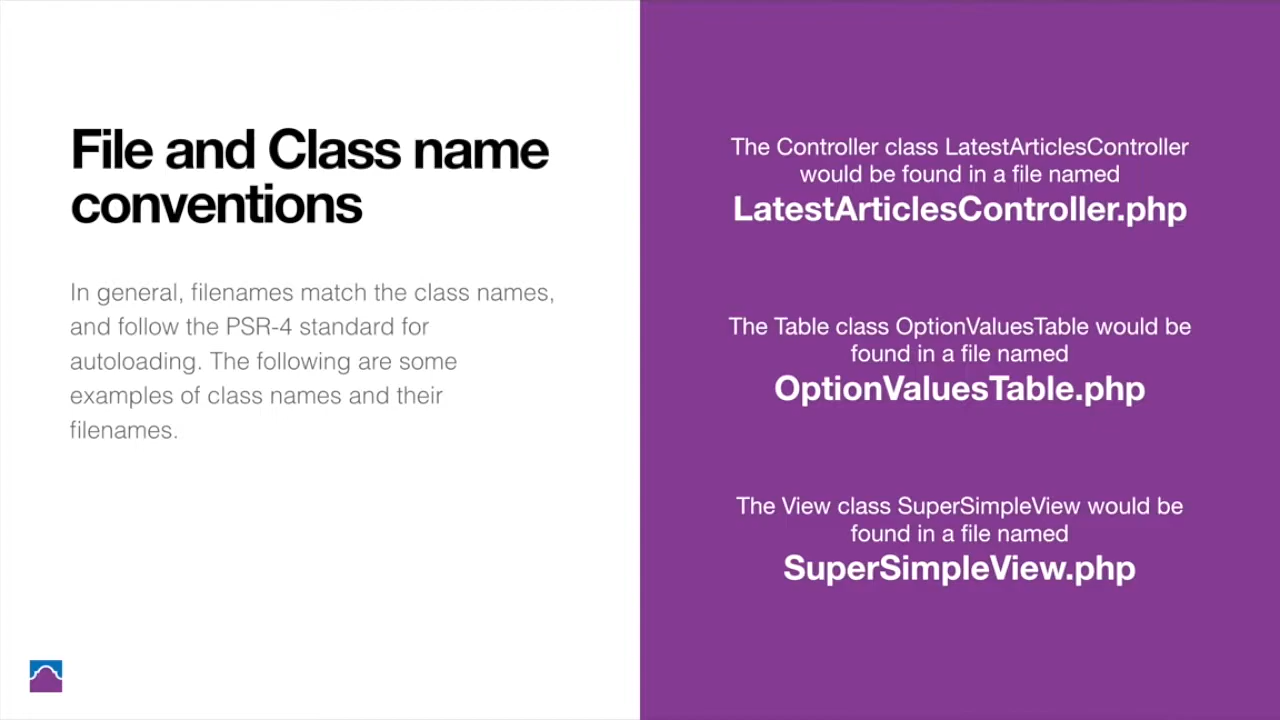 File and Class name
conventions
In general, filenames match the class names,
and follow the PSR-4 standard for
autoloading. The following are some
examples of class names and their
filenames.
The Controller class LatestArticlesController
would be found in a file named
LatestArticlesController.php
The Table class OptionValuesTable would be
found in a file named
OptionValuesTable.php
The View class SuperSimpleView would be
found in a file named
SuperSimpleView.php